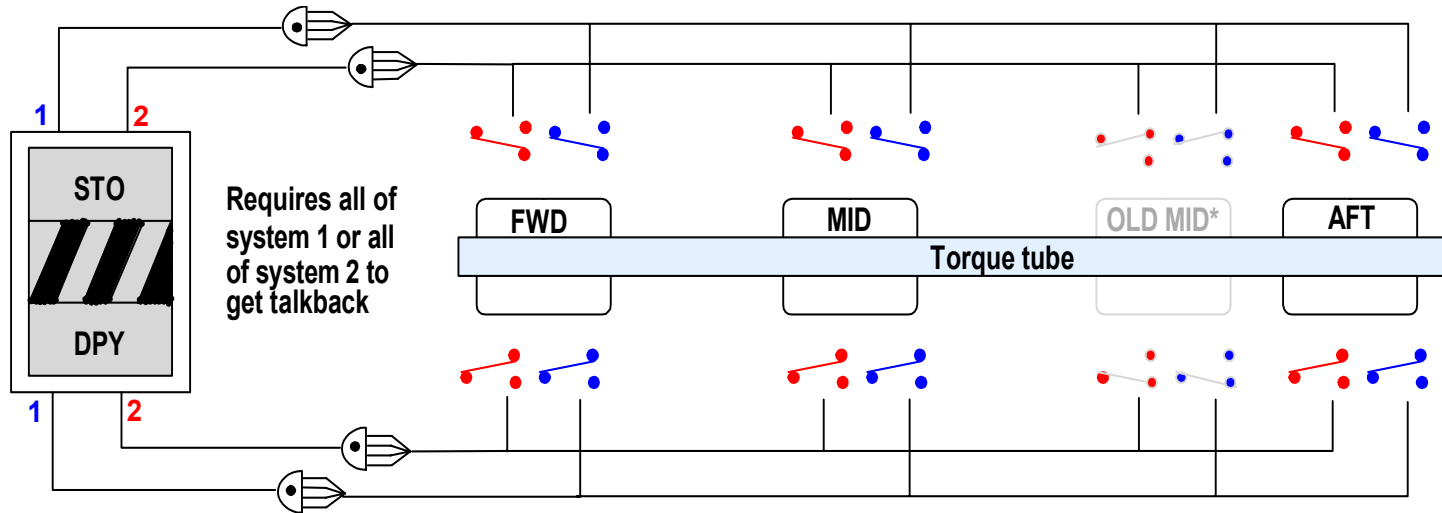 1
2
STO
DPY
1
2
Requires all of
system 1 or all
of system 2 to
get talkback
FWD
MID
OLD MID*
AFT
Torque tube